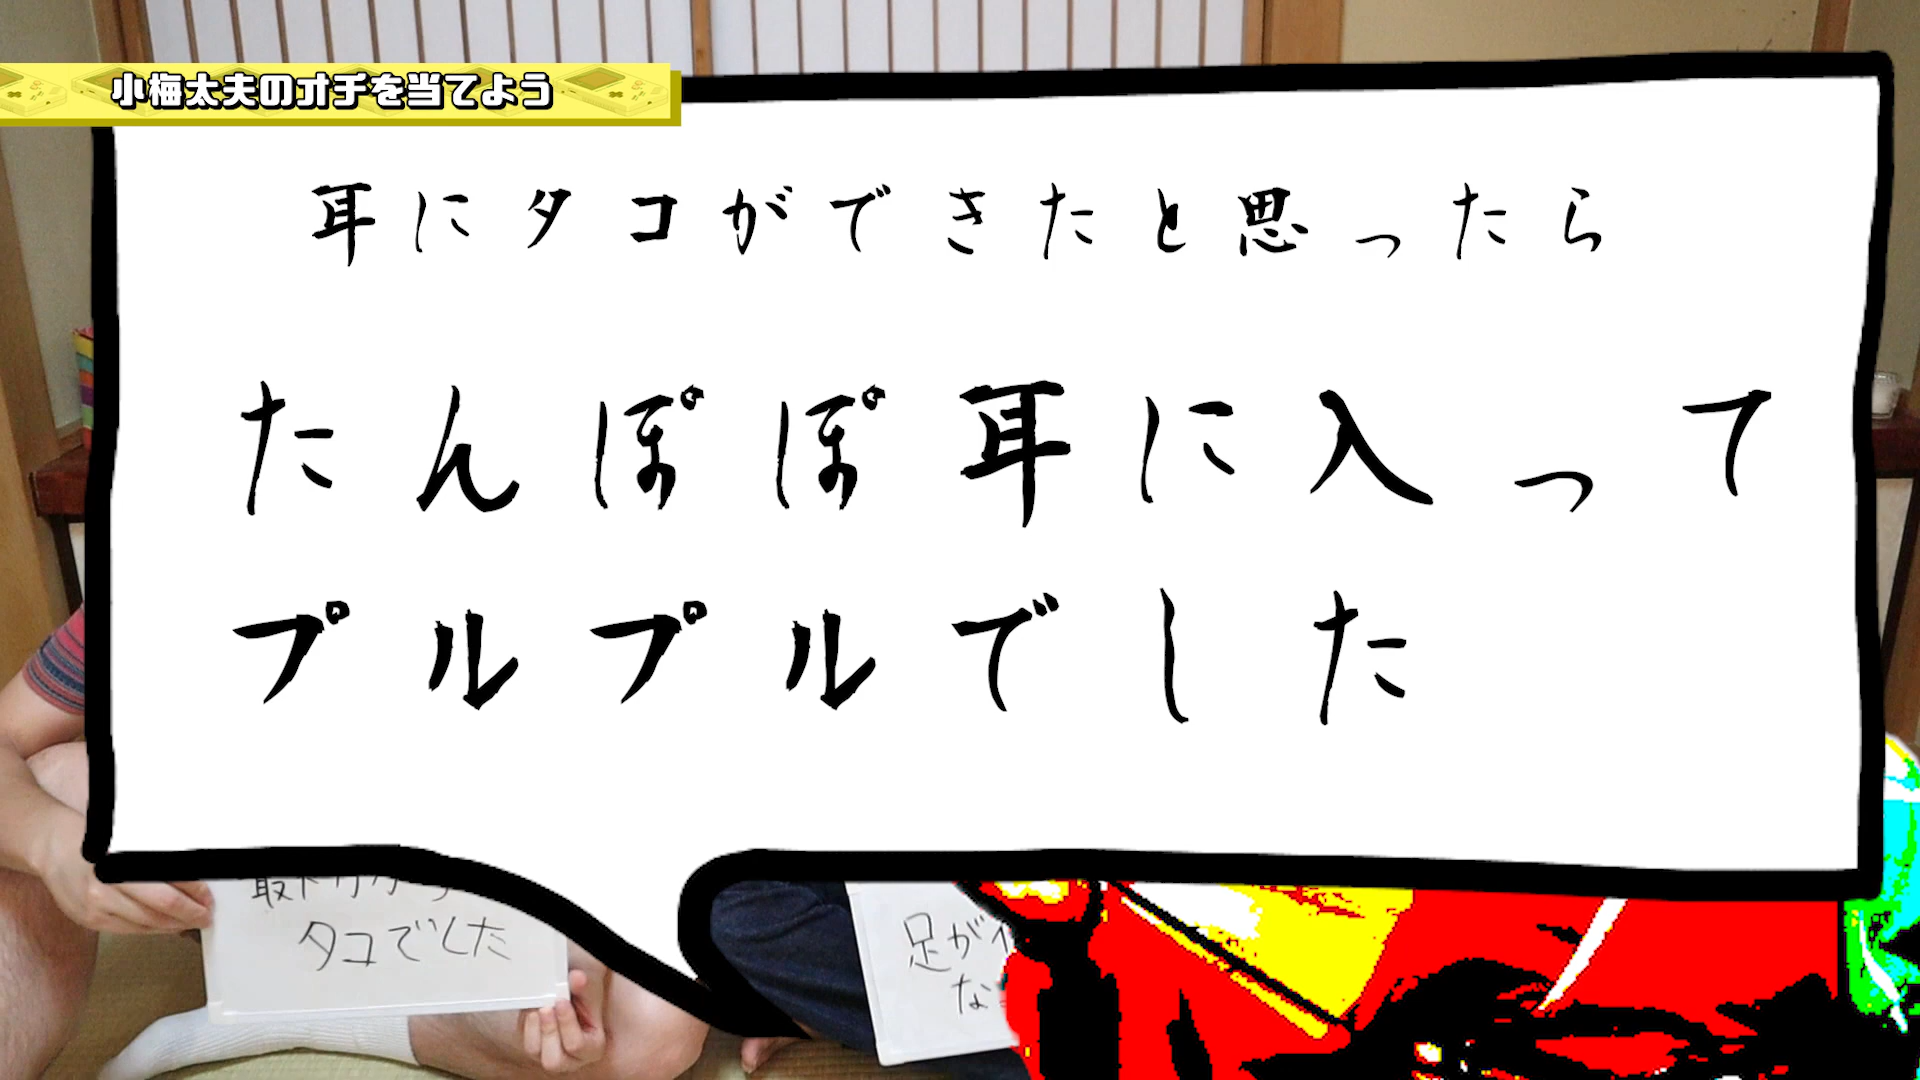 小梅太夫のオチを当てよう
耳にタコができたと思ったら
たんぽぽ耳に入って
プルプルでした
タコでした
足が
な